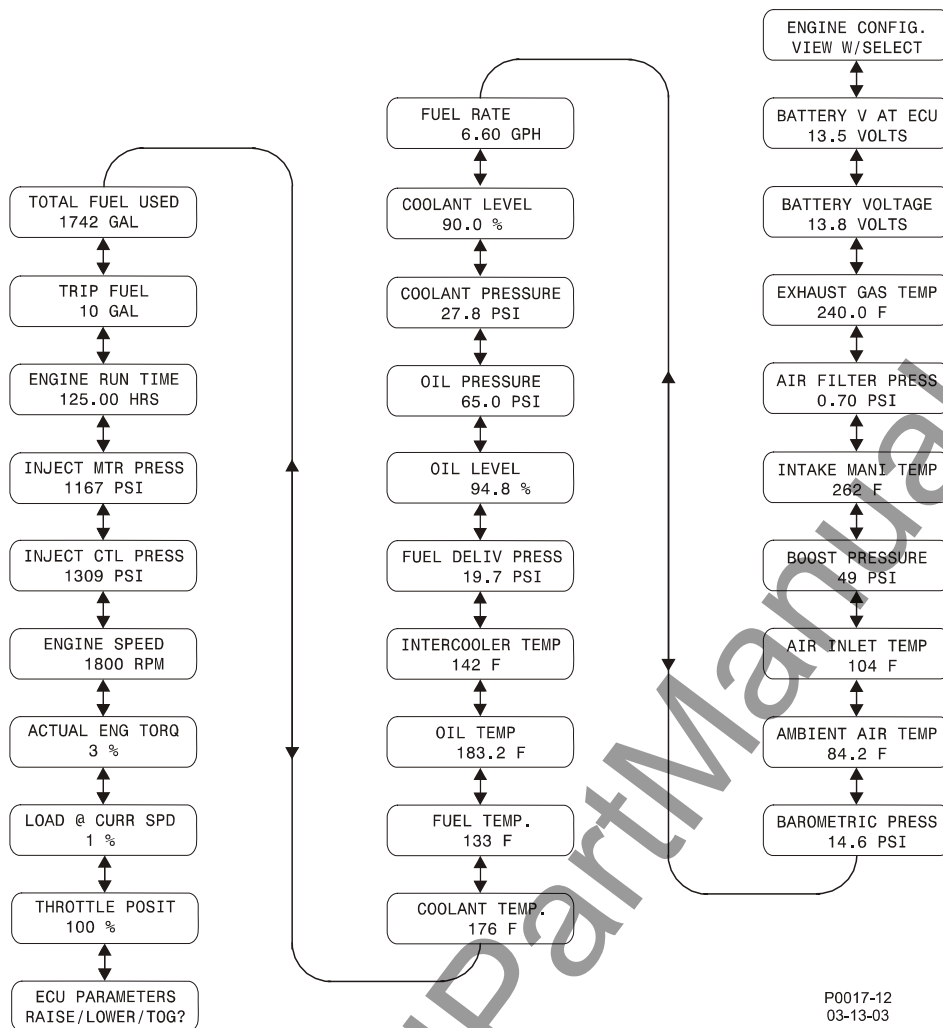 TOTAL FUEL USED
1742 GAL
TRIP FUEL
10 GAL
ENGINE RUN TIME
125.00 HRS
INJECT MTR PRESS
1167 PSI
INJECT CTL PRESS
1309 PSI
ENGINE SPEED
1800 RPM
ACTUAL ENG TORQ
3 %
LOAD @ CURR SPD
1 %
THROTTLE POSIT
100 %
ECU PARAMETERS
RAISE/LOWER/TOG?
FUEL RATE
6.60 GPH
COOLANT LEVEL
90.0 %
COOLANT PRESSURE
27.8 PSI
OIL PRESSURE
65.0 PSI
OIL LEVEL
94.8 %
FUEL DELIV PRESS
19.7 PSI
INTERCOOLER TEMP
142 F
OIL TEMP
183.2 F
FUEL TEMP.
133 F
COOLANT TEMP.
176 F
ENGINE CONFIG.
VIEW W/SELECT
BATTERY V AT ECU
13.5 VOLTS
BATTERY VOLTAGE
13.8 VOLTS
EXHAUST GAS TEMP
240.0 F
AIR FILTER PRESS
0.70 PSI
INTAKE MANI TEMP
262 F
BOOST PRESSURE
49 PSI
AIR INLET TEMP
104 F
AMBIENT AIR TEMP
84.2 F
BAROMETRIC PRESS
14.6 PSI
P0017-12
03-13-03
PartManual